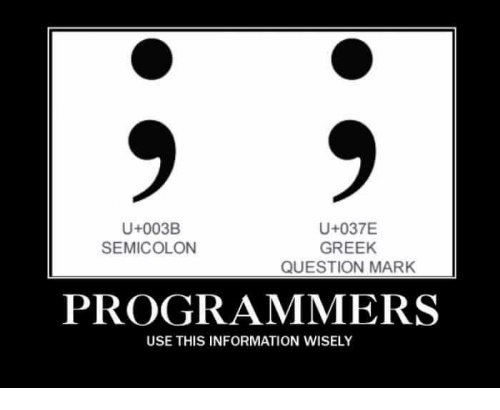 ; ;
U+003B U+037E
SEMICOLON GREEK
QUESTION MARK
PROGRAMMERS
USE THIS INFORMATION WISELY